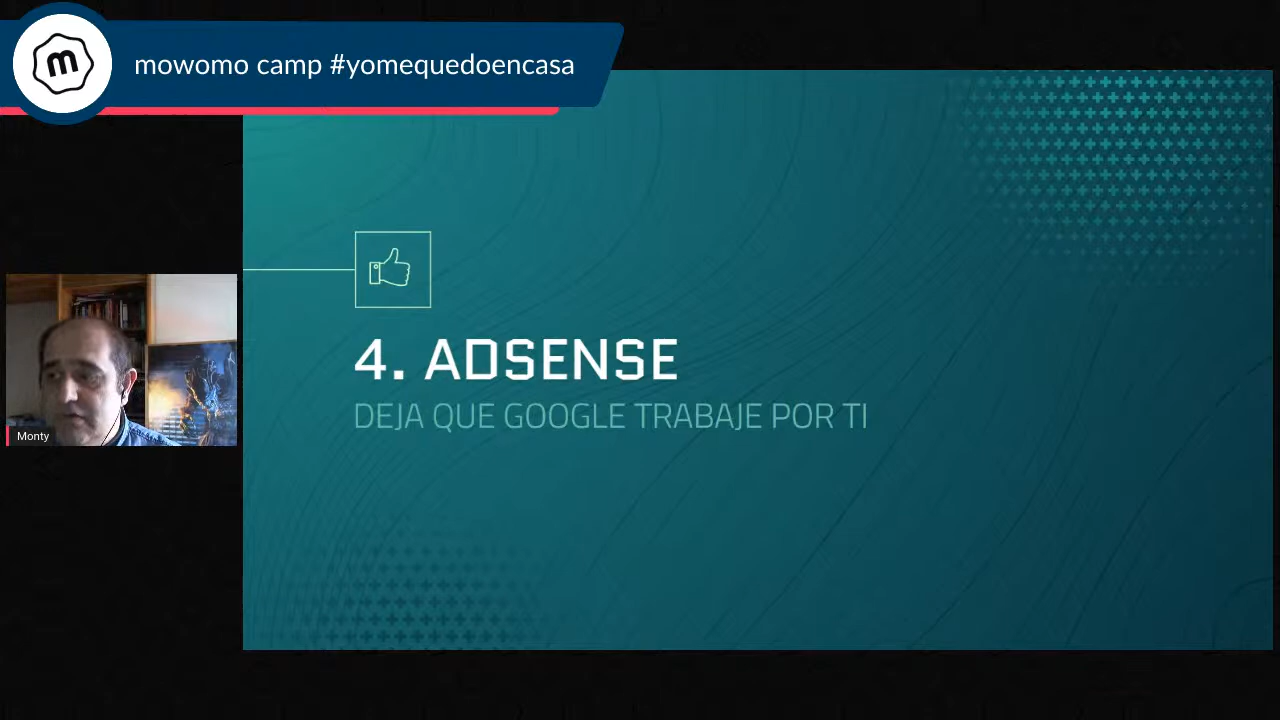 m
mowomo camp #yomequedoencasa
4. ADSENSE
DEJA QUE GOOGLE TRABAJE POR TI
Monty